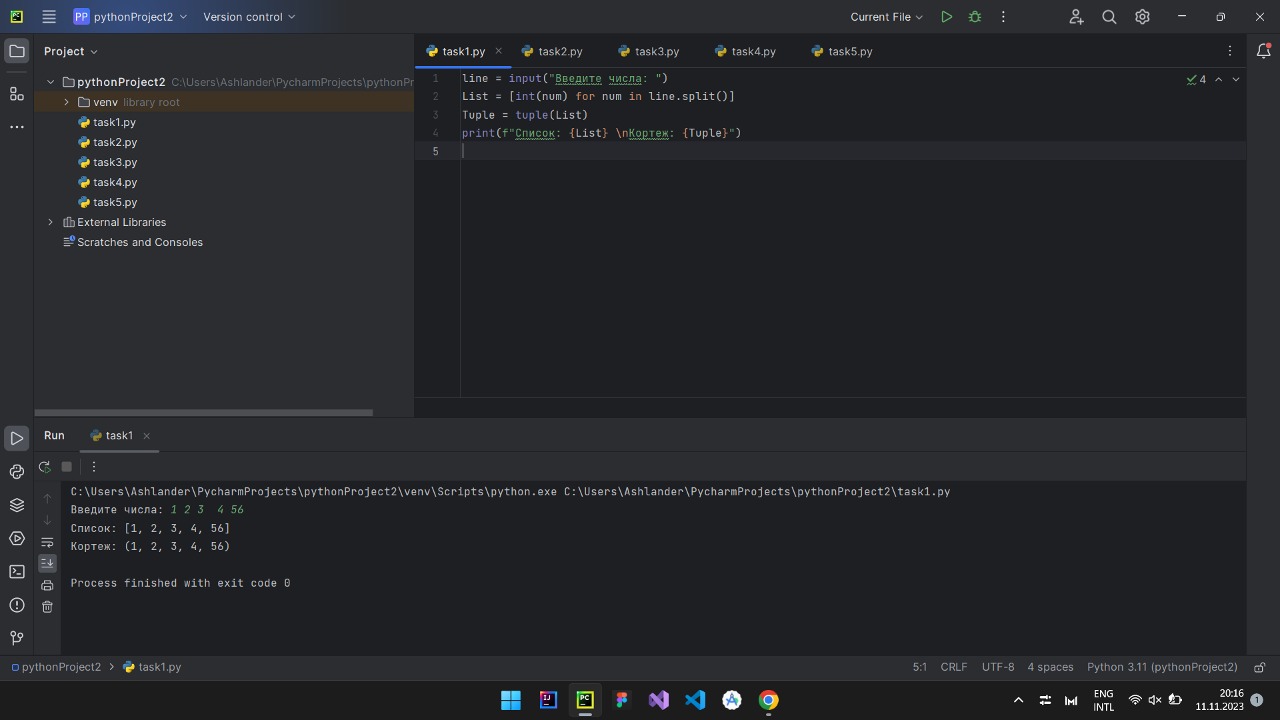 PP pythonProject2 Version control Current File
Project
task1.py task2.py task3.py task4.py task5.py
pythonProject2 C:\Users\Ashlander\PycharmProjects\pythonPr
venv library root
task1.py
task2.py
task3.py
task4.py
task5.py
External Libraries
Scratches and Consoles
1 line = input("Введите числа: ") 4
2 List = [int(num) for num in line.split()]
3 Tuple = tuple(List)
4 print(f"Список: {List} \nКортеж: {Tuple}")
5
Run task1
C:\Users\Ashlander\PycharmProjects\pythonProject2\venv\Scripts\python.exe C:\Users\Ashlander\PycharmProjects\pythonProject2\task1.py
Введите числа: 1 2 3  4 56
Список: [1, 2, 3, 4, 56]
Кортеж: (1, 2, 3, 4, 56)
Process finished with exit code 0
pythonProject2 task1.py 5:1 CRLF UTF-8 4 spaces Python 3.11 (pythonProject2)
ENG 20:16
INTL 11.11.2023 1